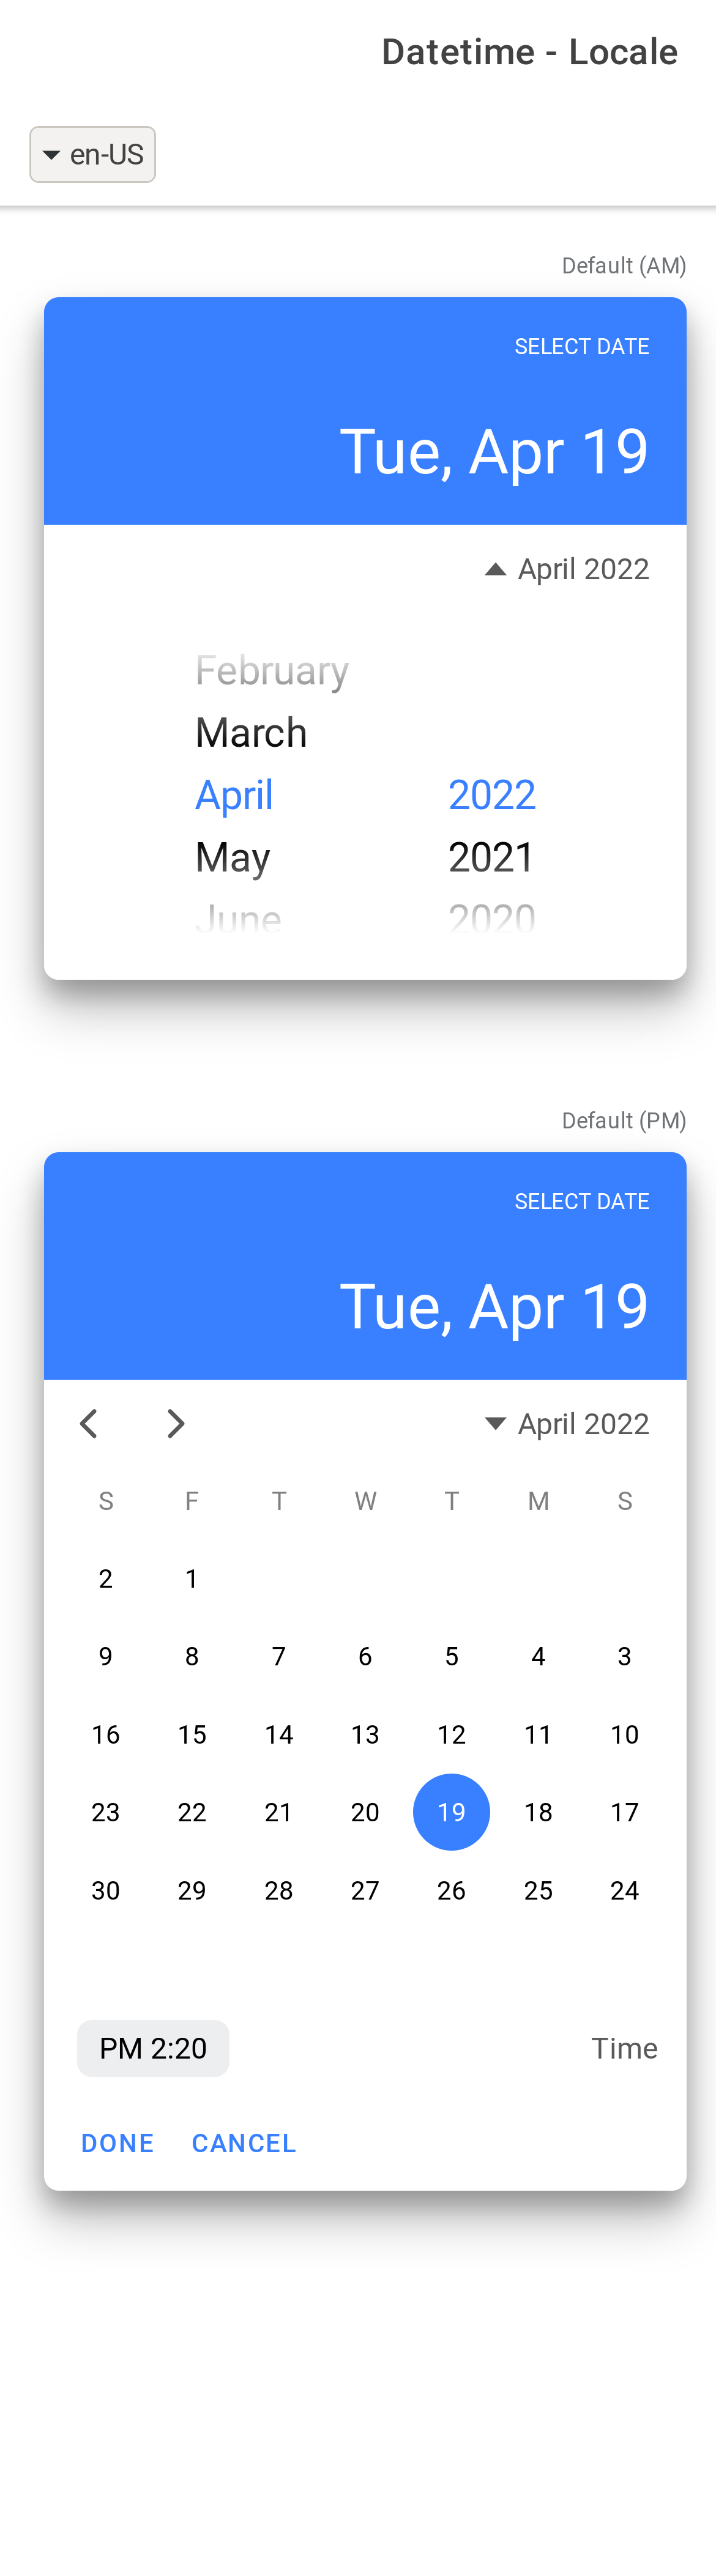 Datetime - Locale
en-US
Default (AM)
SELECT DATE
Tue, Apr 19
April 2022
February
March
April 2022
May 2021
June 2020
Default (PM)
SELECT DATE
Tue, Apr 19
April 2022
S F T W T M S
2 1
9 8 7 6 5 4 3
16 15 14 13 12 11 10
23 22 21 20 19 18 17
30 29 28 27 26 25 24
PM 2:20 Time
DONE CANCEL